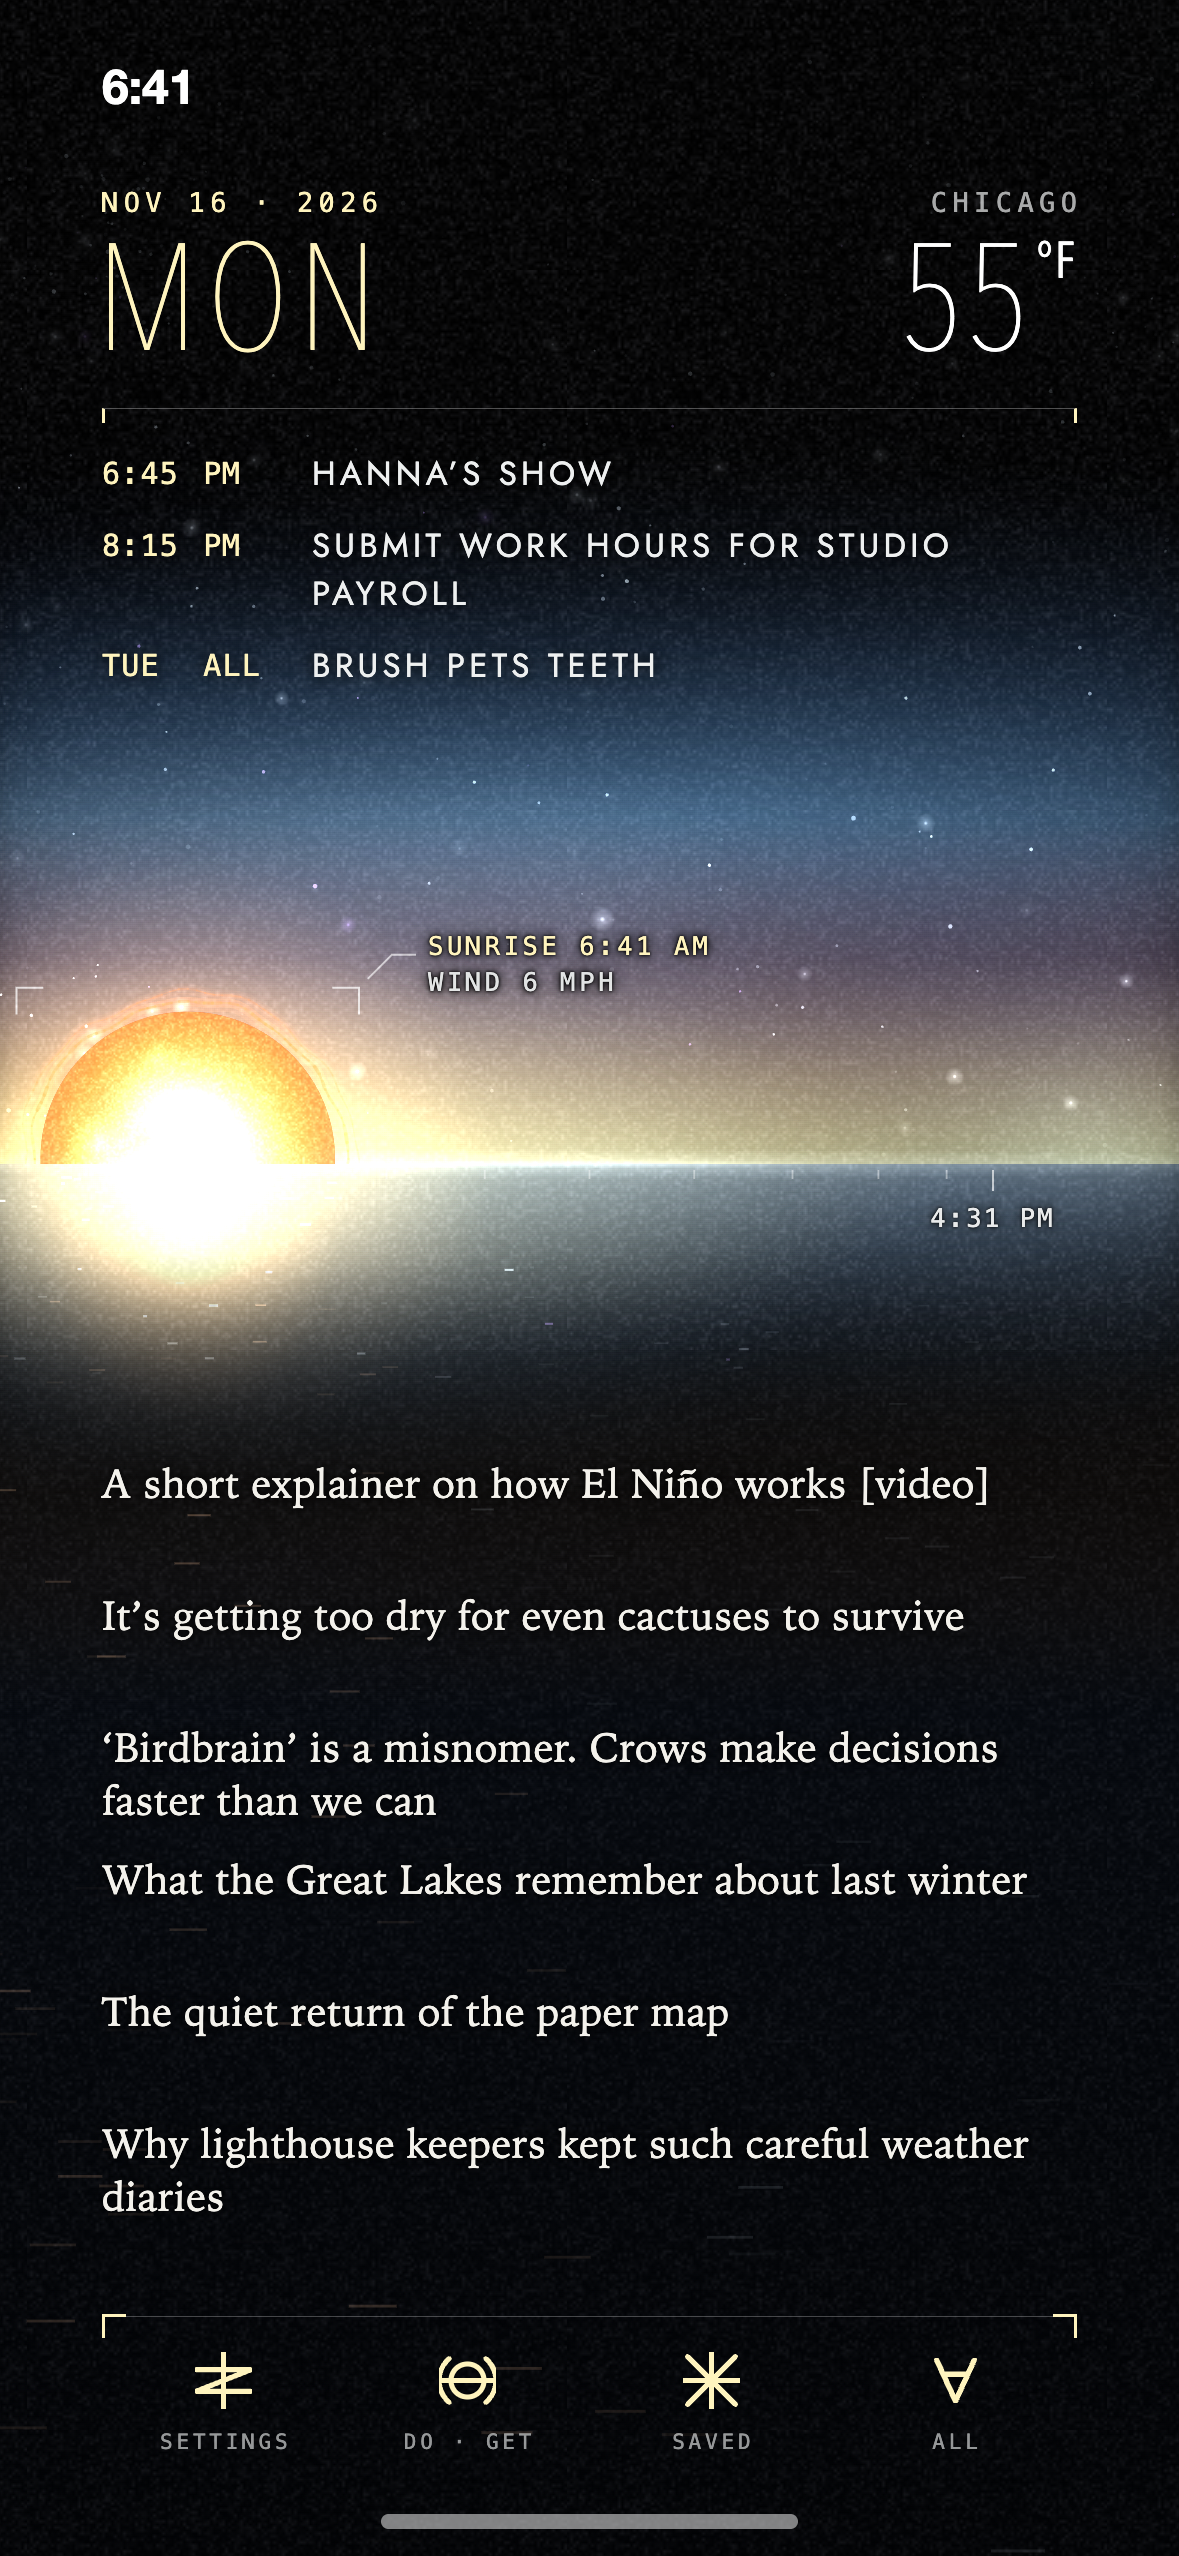 6:41
NOV 16 · 2026
CHICAGO
MON
55°F
6:45 PM HANNA’S SHOW
8:15 PM SUBMIT WORK HOURS FOR STUDIO
PAYROLL
TUE ALL BRUSH PETS TEETH
SUNRISE 6:41 AM
WIND 6 MPH
4:31 PM
A short explainer on how El Niño works [video]
It’s getting too dry for even cactuses to survive
‘Birdbrain’ is a misnomer. Crows make decisions
faster than we can
What the Great Lakes remember about last winter
The quiet return of the paper map
Why lighthouse keepers kept such careful weather
diaries
SETTINGS
DO · GET
SAVED
ALL